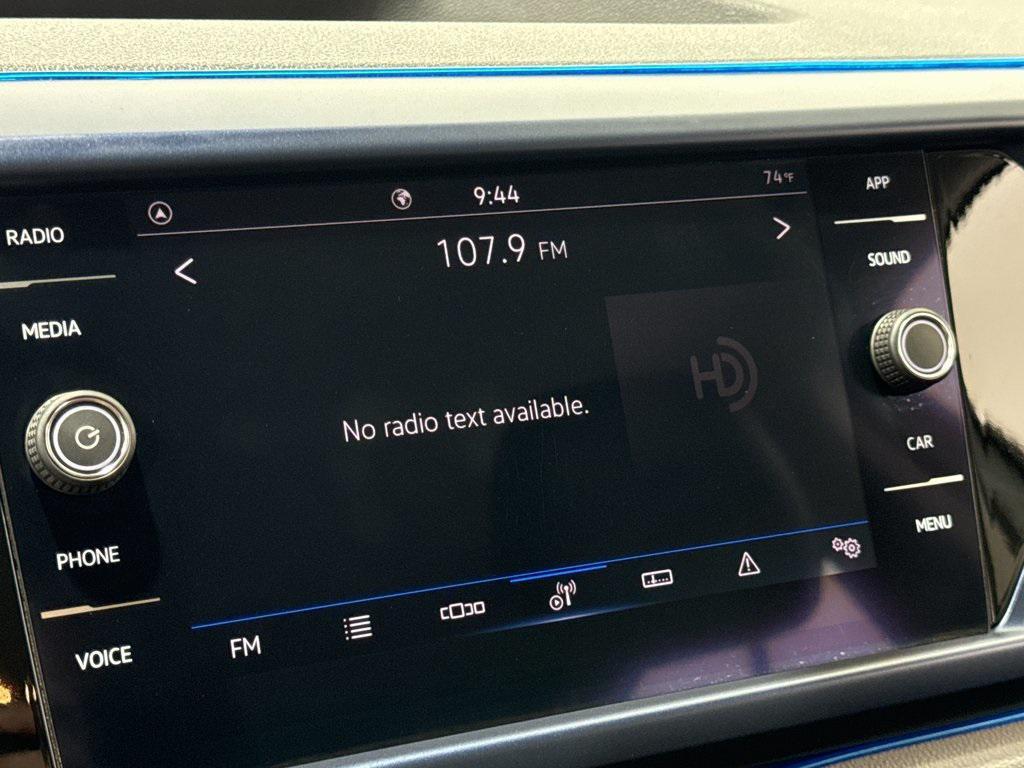 9:44
74°F
107.9 FM
RADIO
MEDIA
PHONE
VOICE
HD
No radio text available.
FM
APP
SOUND
CAR
MENU